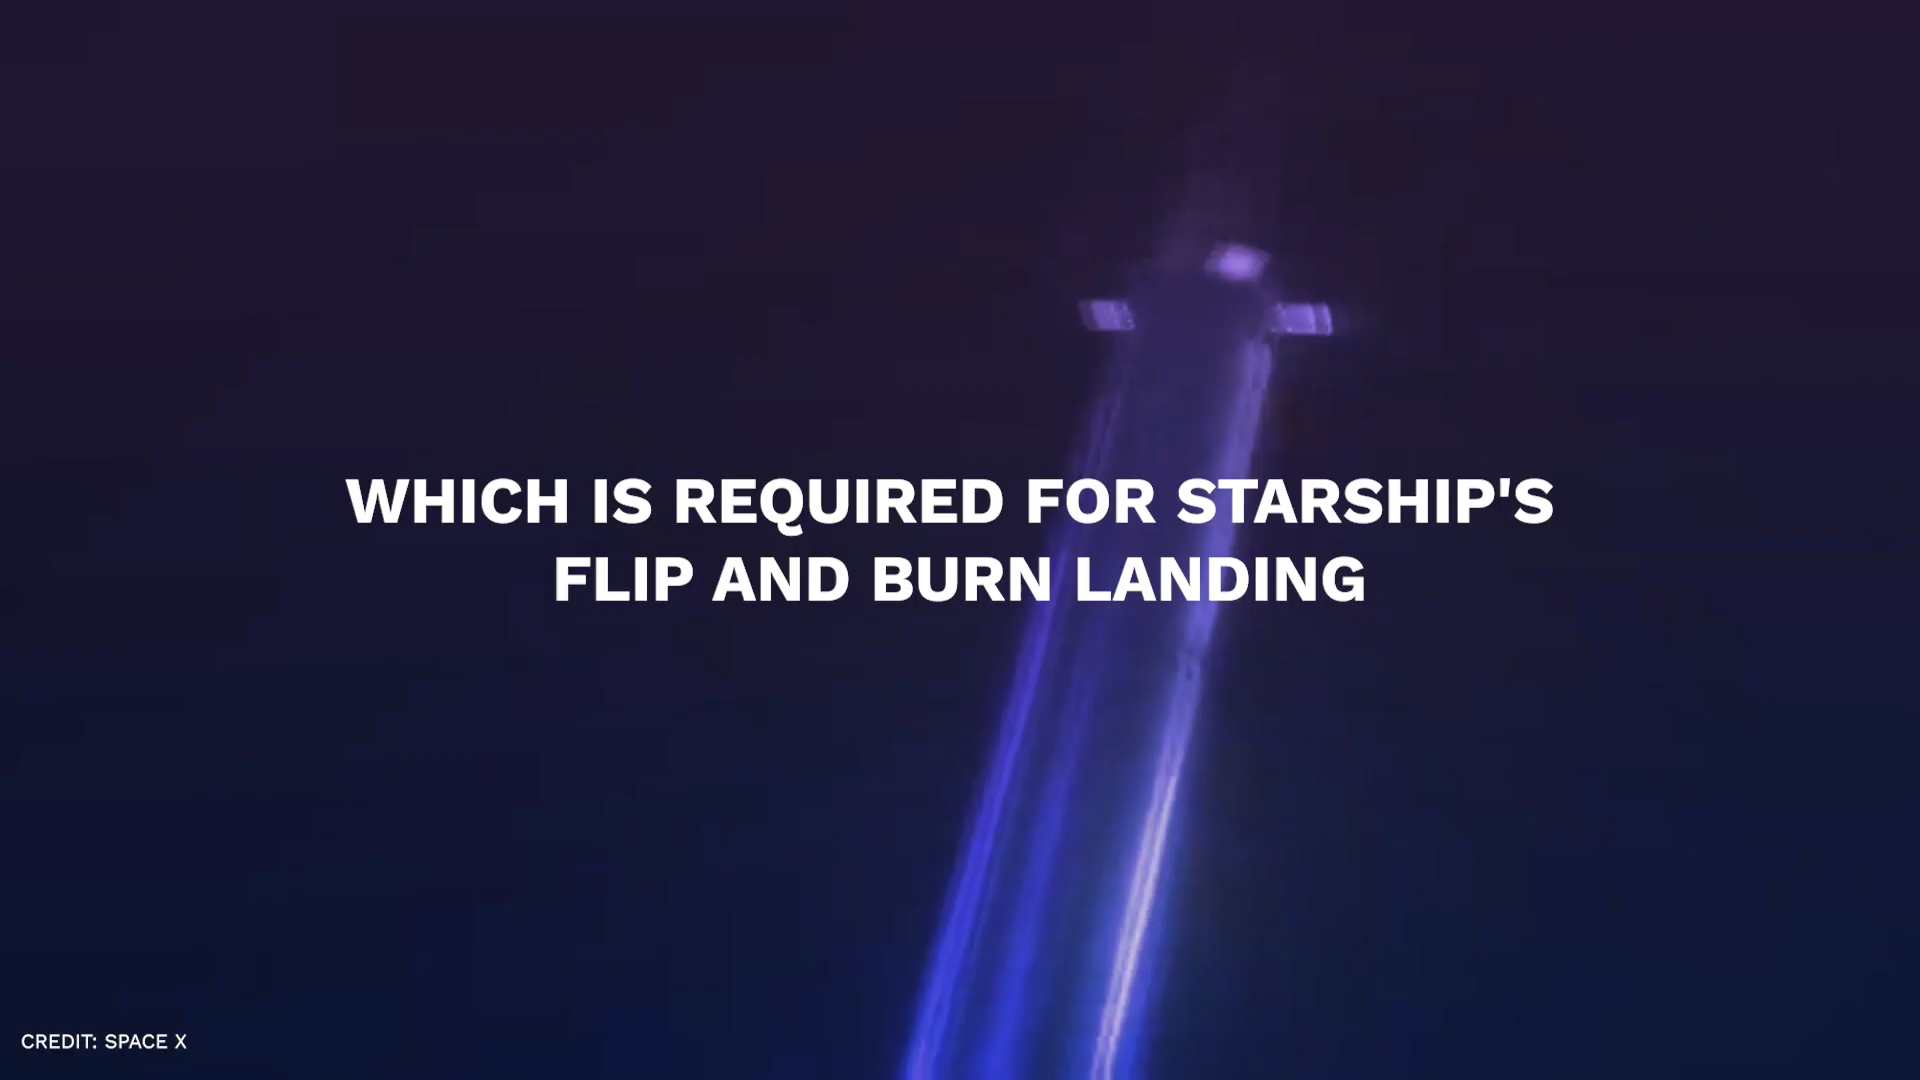 WHICH IS REQUIRED FOR STARSHIP'S
FLIP AND BURN LANDING
CREDIT: SPACE X